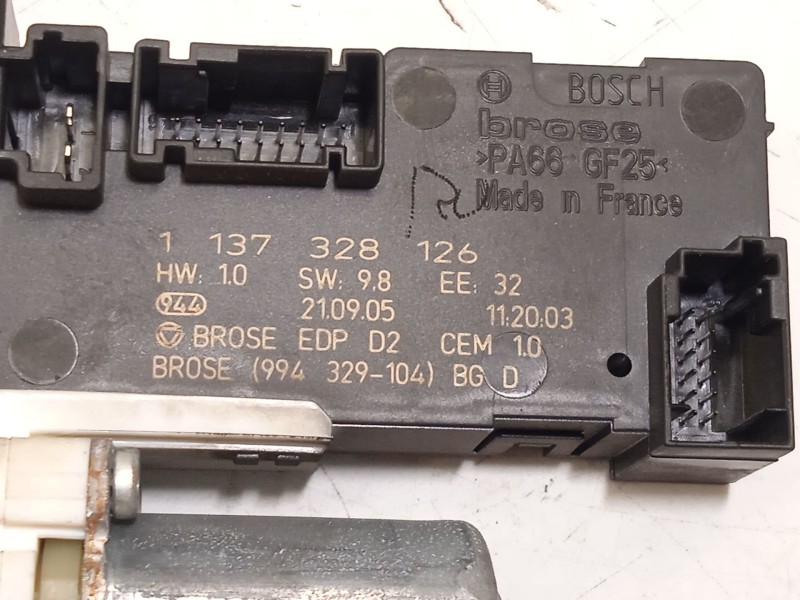 BOSCH
brose
>PA66 GF25<
Made in France
R
1 137 328 126
HW: 1.0 SW: 9.8 EE: 32
944 21.09.05 11:20:03
BROSE EDP D2 CEM 1.0
BROSE (994 329-104) BG D